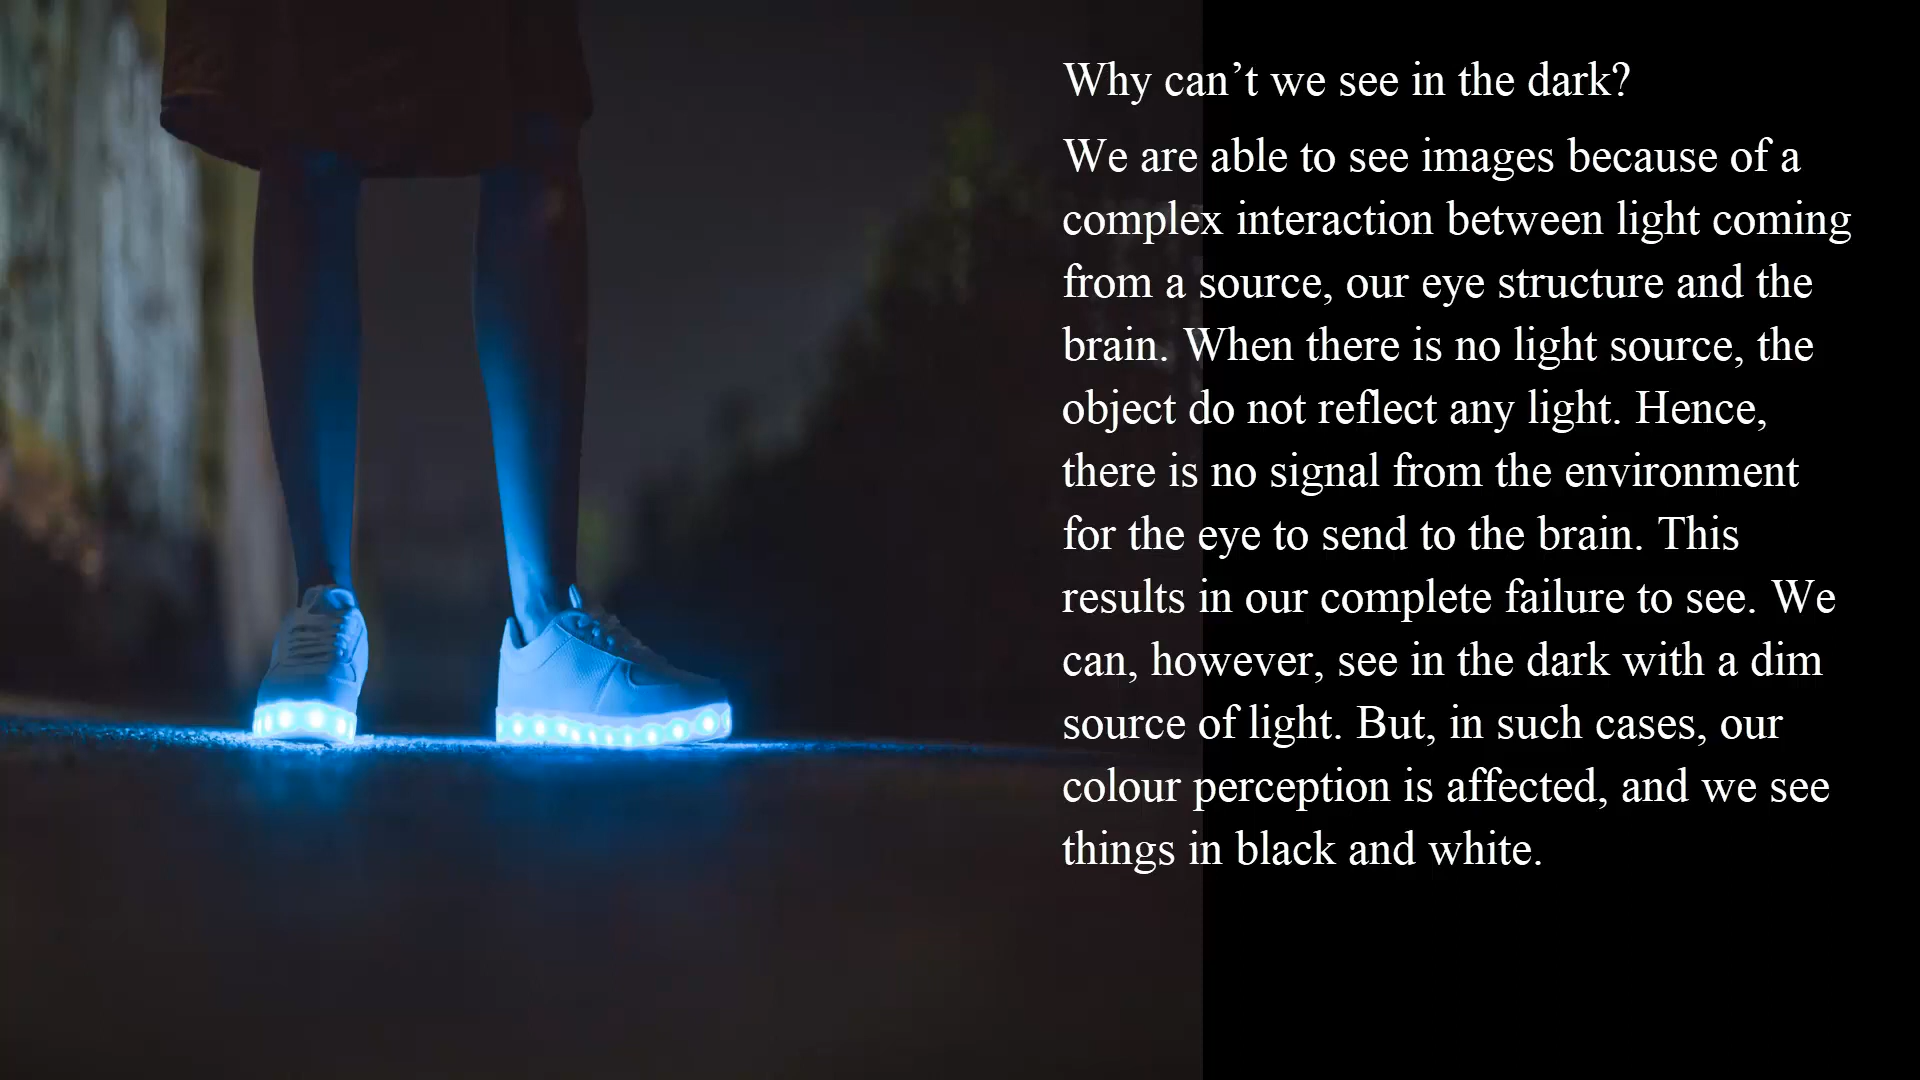 Why can’t we see in the dark?
We are able to see images because of a
complex interaction between light coming
from a source, our eye structure and the
brain. When there is no light source, the
object do not reflect any light. Hence,
there is no signal from the environment
for the eye to send to the brain. This
results in our complete failure to see. We
can, however, see in the dark with a dim
source of light. But, in such cases, our
colour perception is affected, and we see
things in black and white.